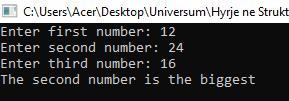 C:\Users\Acer\Desktop\Universum\Hyrje ne Strukt
Enter first number: 12
Enter second number: 24
Enter third number: 16
The second number is the biggest